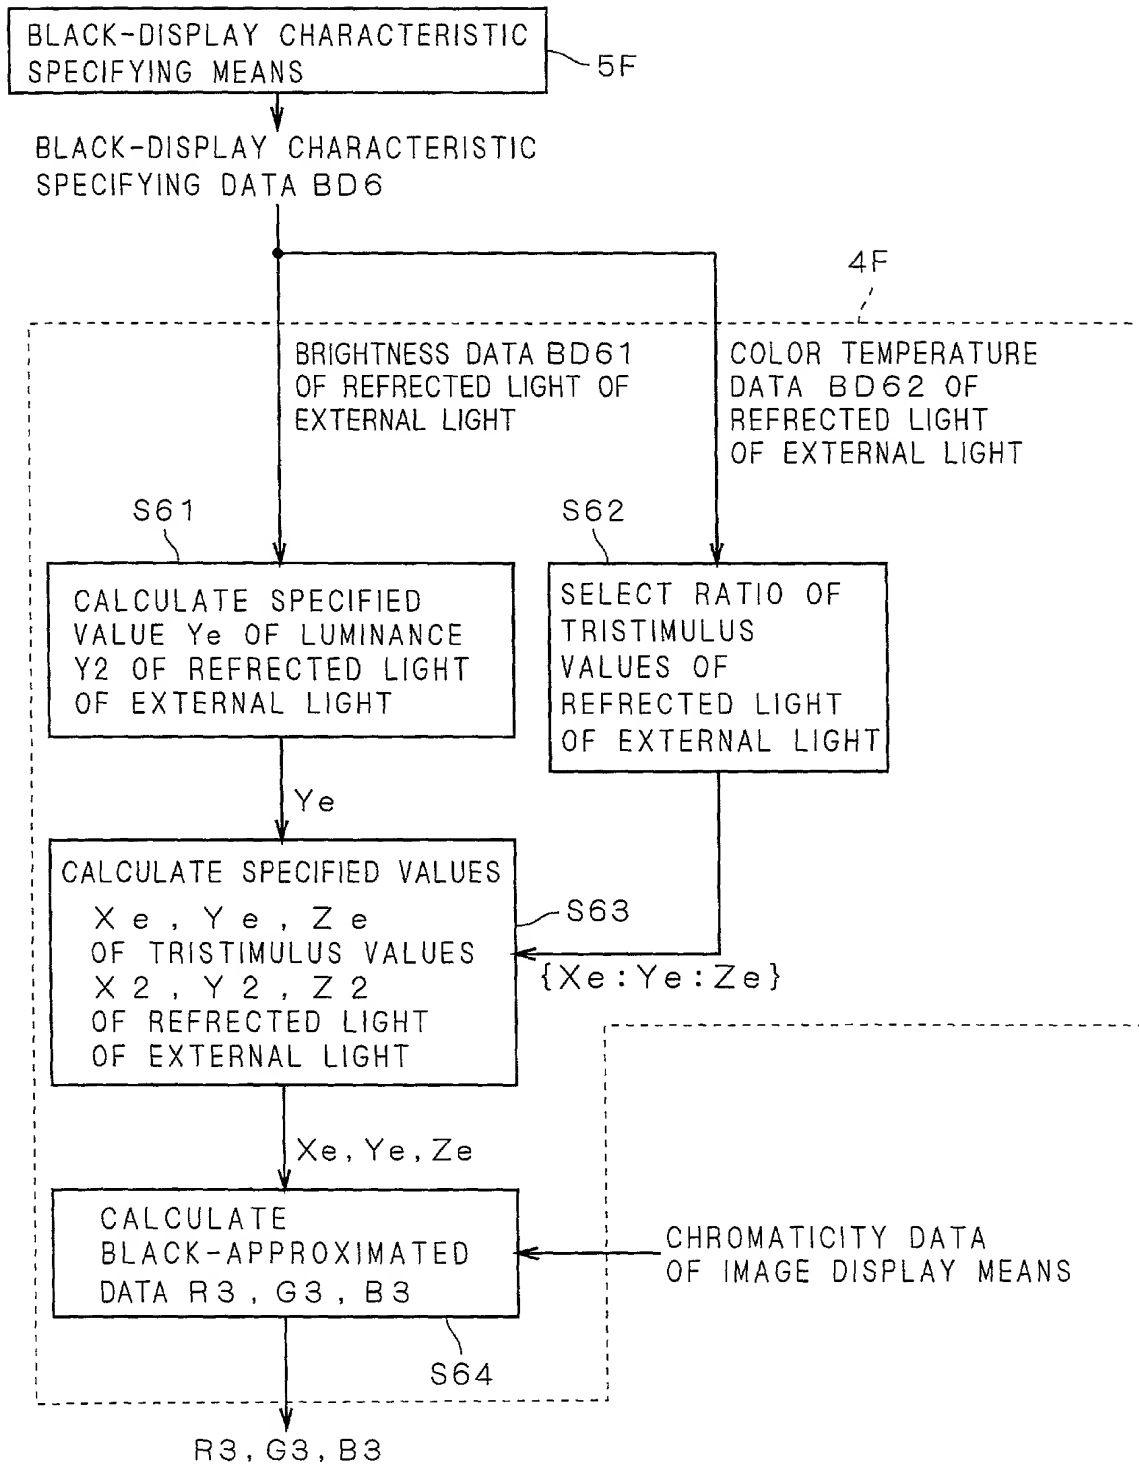 BLACK-DISPLAY CHARACTERISTIC
SPECIFYING MEANS
5F
BLACK-DISPLAY CHARACTERISTIC
SPECIFYING DATA BD6
4F
BRIGHTNESS DATA BD61
OF REFRECTED LIGHT OF
EXTERNAL LIGHT
COLOR TEMPERATURE
DATA BD62 OF
REFRECTED LIGHT
OF EXTERNAL LIGHT
S61
CALCULATE SPECIFIED
VALUE Ye OF LUMINANCE
Y2 OF REFRECTED LIGHT
OF EXTERNAL LIGHT
S62
SELECT RATIO OF
TRISTIMULUS
VALUES OF
REFRECTED LIGHT
OF EXTERNAL LIGHT
Ye
CALCULATE SPECIFIED VALUES
Xe, Ye, Ze
OF TRISTIMULUS VALUES
X2, Y2, Z2
OF REFRECTED LIGHT
OF EXTERNAL LIGHT
S63
{Xe:Ye:Ze}
Xe, Ye, Ze
CALCULATE
BLACK-APPROXIMATED
DATA R3, G3, B3
S64
CHROMATICITY DATA
OF IMAGE DISPLAY MEANS
R3, G3, B3